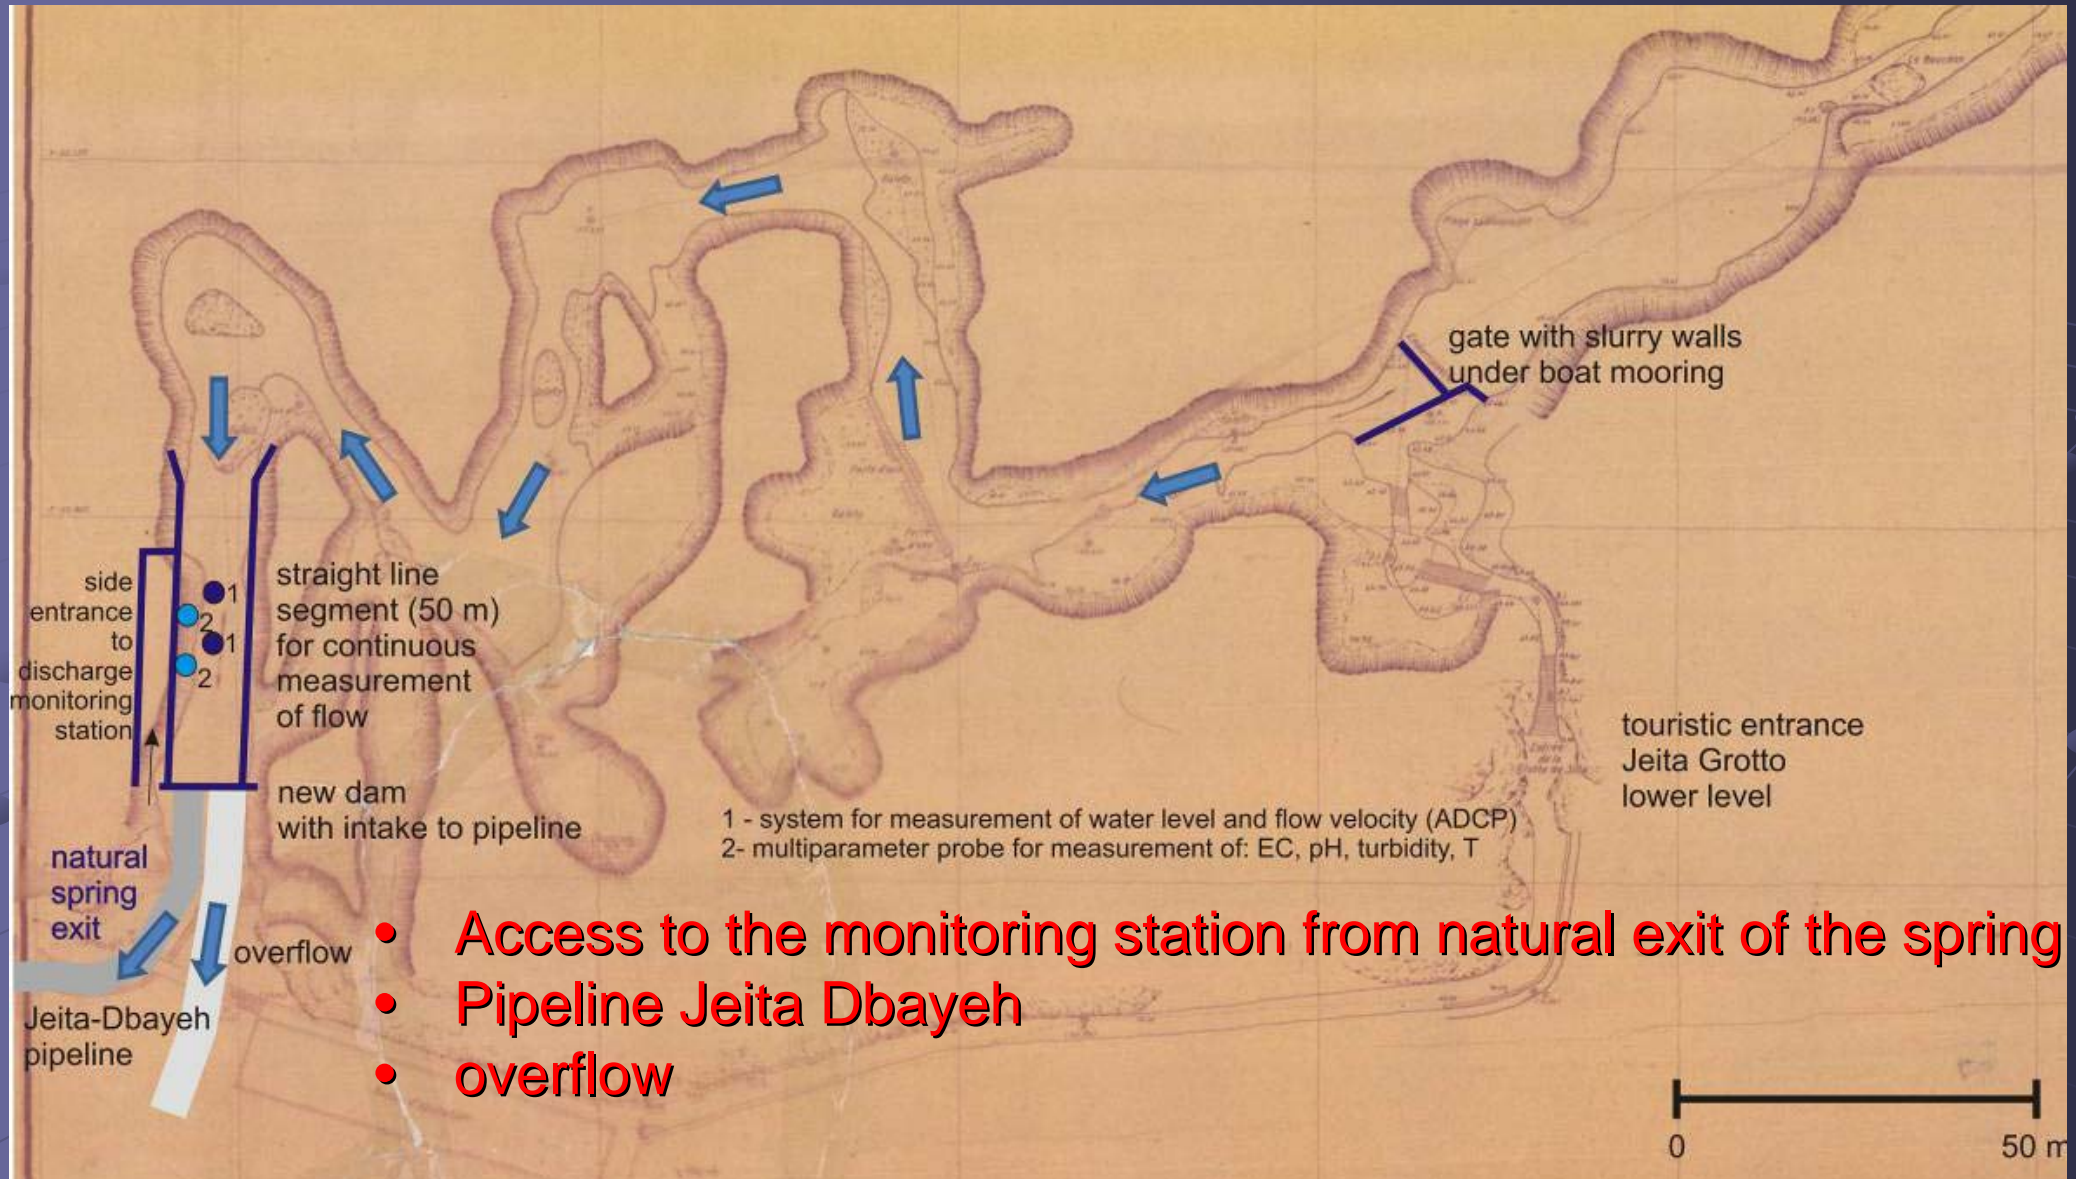 gate with slurry walls
under boat mooring
side
entrance
to
discharge
monitoring
station
1
2
1
2
straight line
segment (50 m)
for continuous
measurement
of flow
touristic entrance
Jeita Grotto
lower level
new dam
with intake to pipeline
1 - system for measurement of water level and flow velocity (ADCP)
2- multiparameter probe for measurement of: EC, pH, turbidity, T
natural
spring
exit
overflow
Jeita-Dbayeh
pipeline
• Access to the monitoring station from natural exit of the spring
• Pipeline Jeita Dbayeh
• overflow
0 50 m